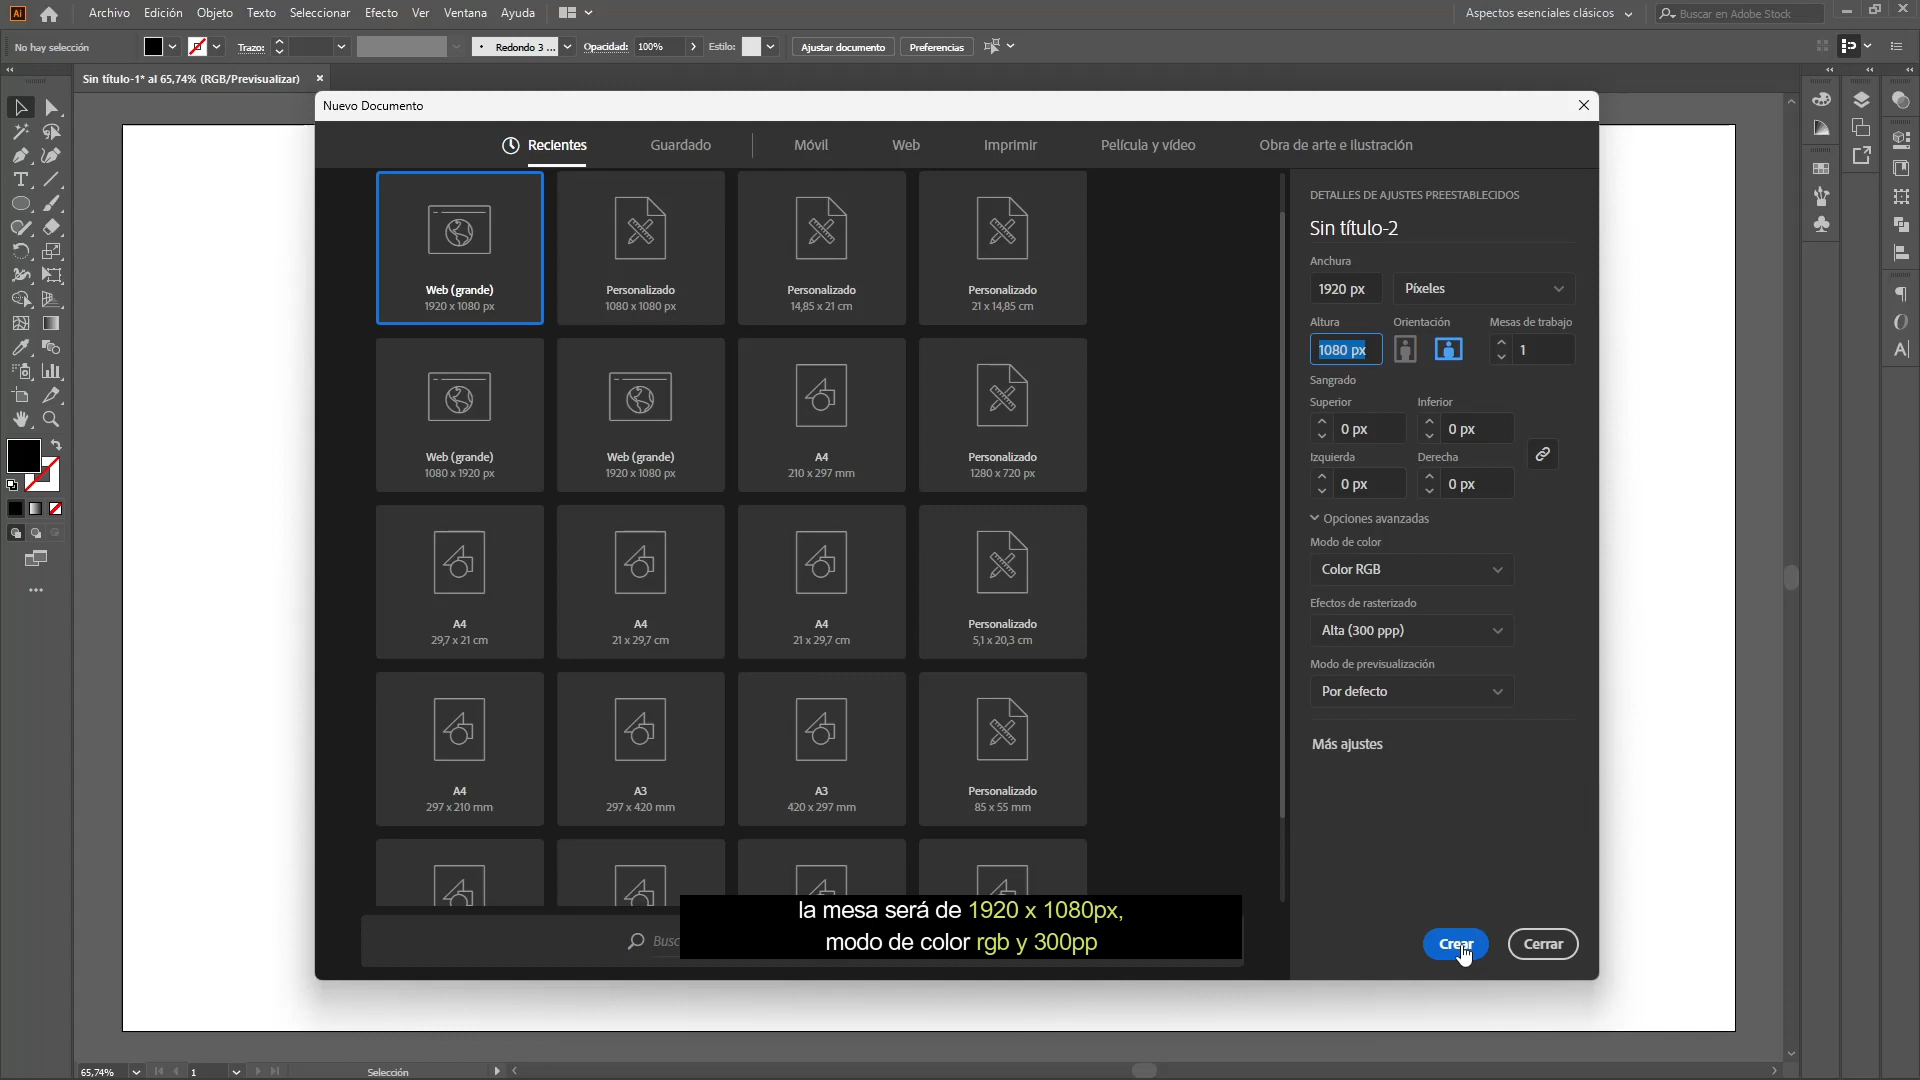 Ai
Archivo Edición Objeto Texto Seleccionar Efecto Ver Ventana Ayuda
Aspectos esenciales clásicos
Buscar en Adobe Stock
No hay selección
Trazo:
Redondo 3 ...
Opacidad: 100%
Estilo:
Ajustar documento
Preferencias
Sin título-1* al 65,74% (RGB/Previsualizar)
Nuevo Documento
Recientes Guardado Móvil Web Imprimir Película y vídeo Obra de arte e ilustración
Web (grande) Personalizado Personalizado Personalizado
1920 x 1080 px 1080 x 1080 px 14,85 x 21 cm 21 x 14,85 cm
Web (grande) Web (grande) A4 Personalizado
1080 x 1920 px 1920 x 1080 px 210 x 297 mm 1280 x 720 px
A4 A4 A4 Personalizado
29,7 x 21 cm 21 x 29,7 cm 21 x 29,7 cm 5,1 x 20,3 cm
A4 A3 A3 Personalizado
297 x 210 mm 297 x 420 mm 420 x 297 mm 85 x 55 mm
Busc
DETALLES DE AJUSTES PREESTABLECIDOS
Sin título-2
Anchura
1920 px Píxeles
Altura Orientación Mesas de trabajo
1080 px 1
Sangrado
Superior Inferior
0 px 0 px
Izquierda Derecha
0 px 0 px
Opciones avanzadas
Modo de color
Color RGB
Efectos de rasterizado
Alta (300 ppp)
Modo de previsualización
Por defecto
Más ajustes
Crear Cerrar
la mesa será de 1920 x 1080px,
modo de color rgb y 300pp
65,74% 1 Selección